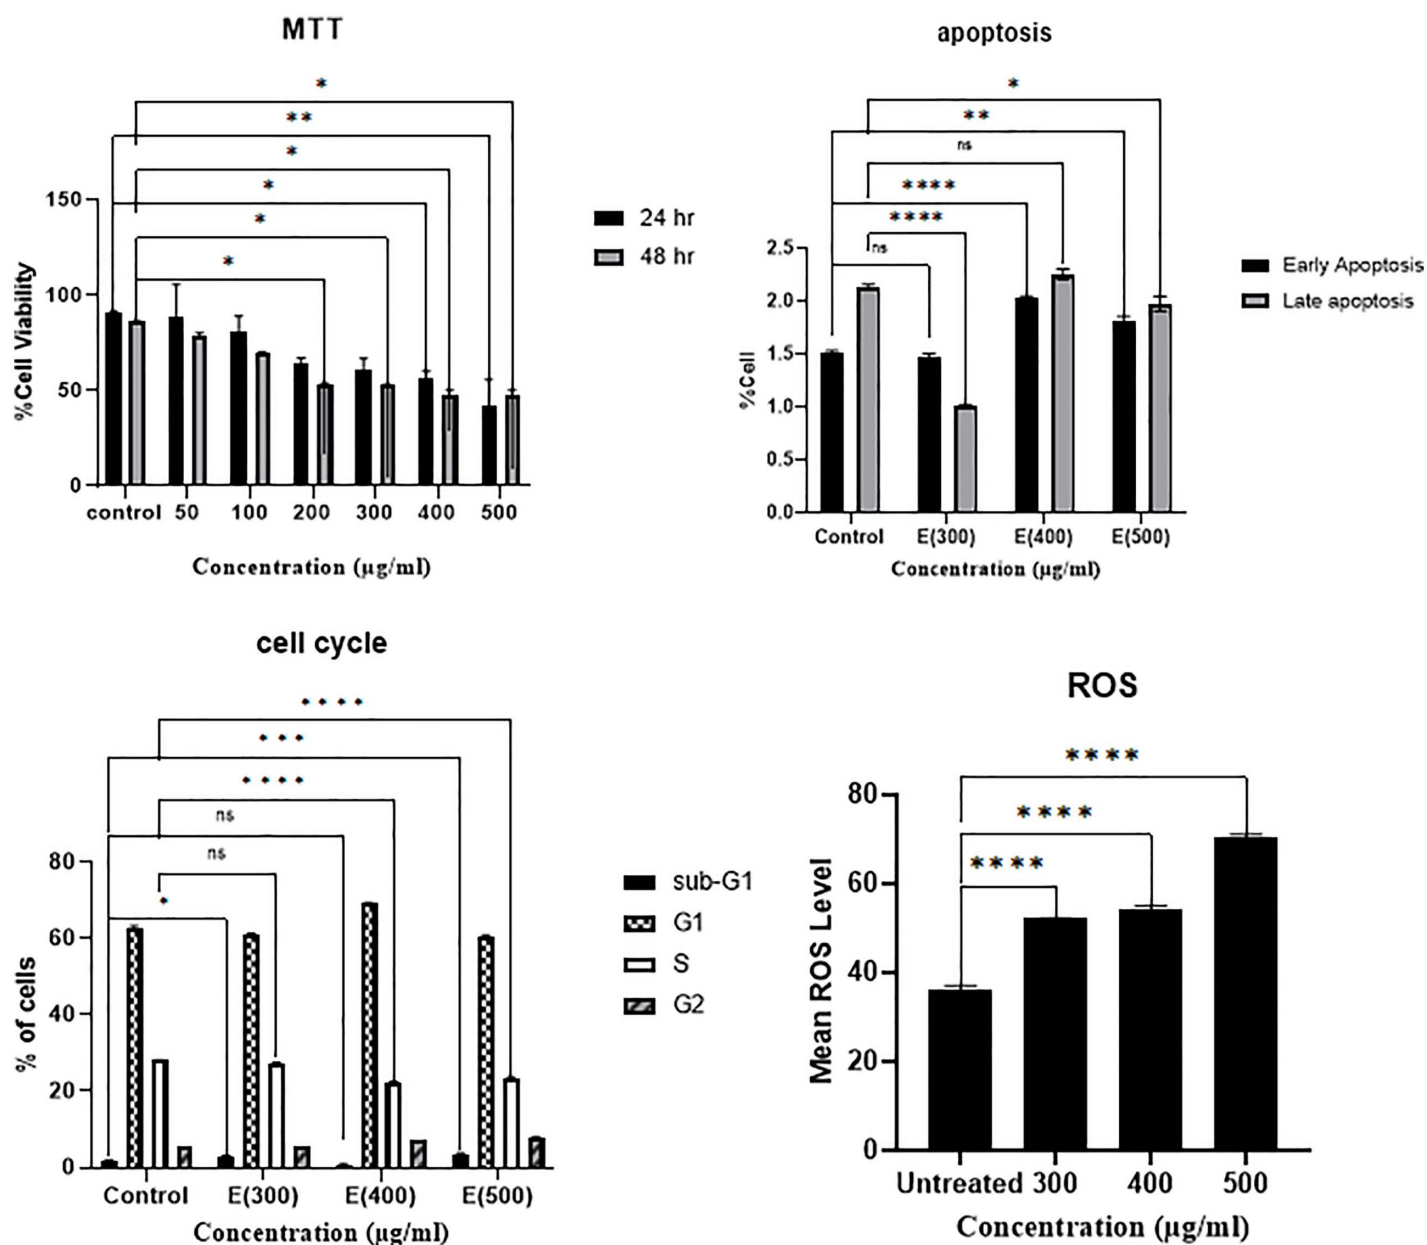 MTT
*
**
*
*
*
*
150
100
50
0
%Cell Viability
control 50 100 200 300 400 500
Concentration (µg/ml)
24 hr
48 hr
apoptosis
*
**
ns
****
****
ns
2.5
2.0
1.5
1.0
0.5
0.0
%Cell
Control E(300) E(400) E(500)
Concentration (µg/ml)
Early Apoptosis
Late apoptosis
cell cycle
****
***
****
ns
ns
*
80
60
40
20
0
% of cells
Control E(300) E(400) E(500)
Concentration (µg/ml)
sub-G1
G1
S
G2
ROS
****
****
****
80
60
40
20
0
Mean ROS Level
Untreated 300 400 500
Concentration (µg/ml)